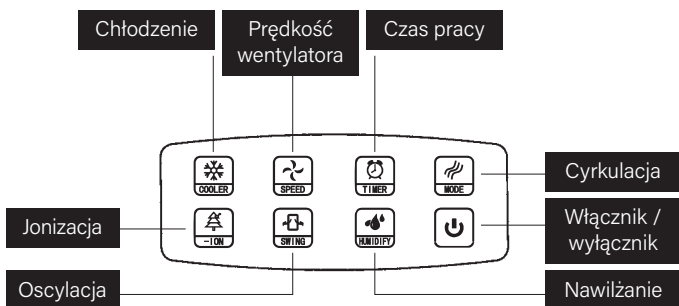 Chłodzenie
Prędkość
wentylatora
Czas pracy
COOLER
SPEED
TIMER
MODE
Cyrkulacja
Jonizacja
-ION
SWING
HUMIDIFY
Włącznik /
wyłącznik
Oscylacja
Nawilżanie